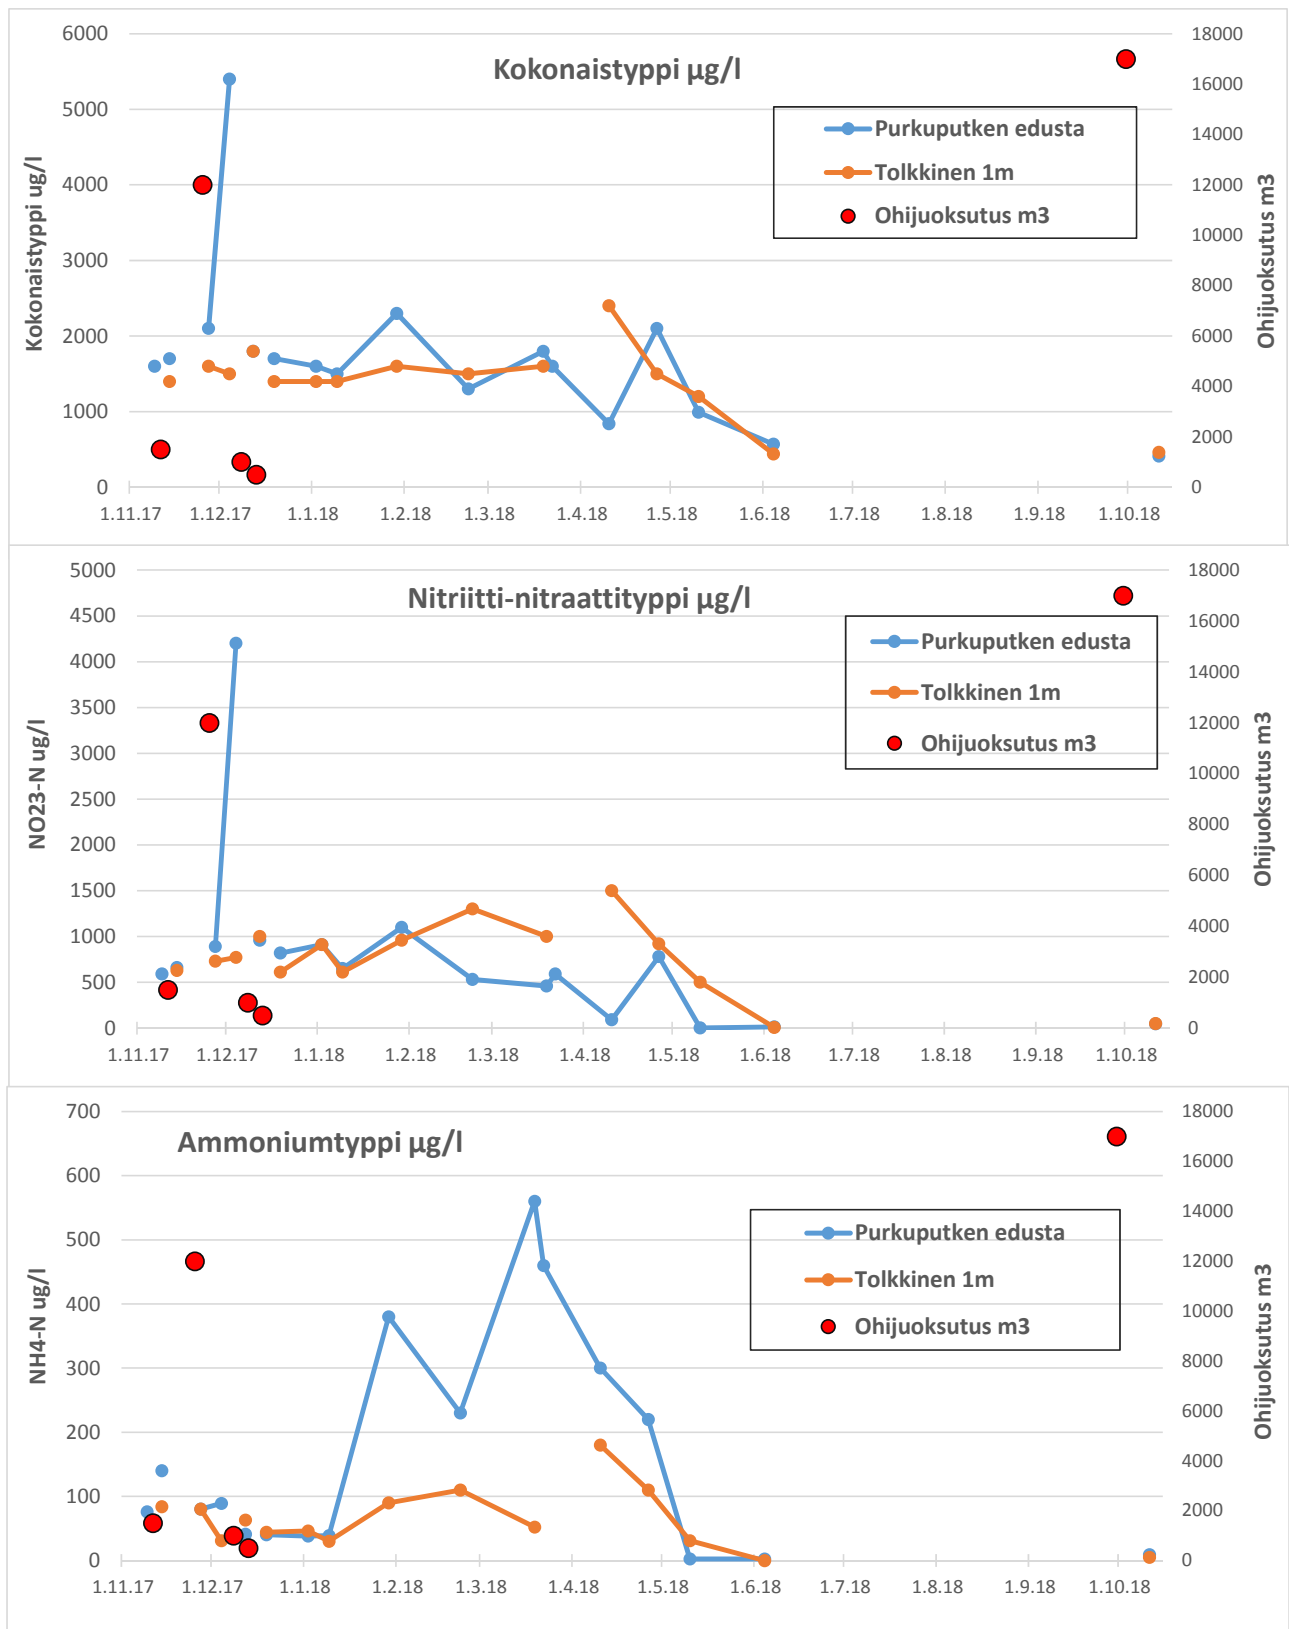 Kokonaistyppi µg/l
6000
5000
4000
3000
2000
1000
0
18000
16000
14000
12000
10000
8000
6000
4000
2000
0
Kokonaistyppi ug/l
Ohijuoksutus m3
Purkuputken edusta
Tolkkinen 1m
Ohijuoksutus m3
1.11.17 1.12.17 1.1.18 1.2.18 1.3.18 1.4.18 1.5.18 1.6.18 1.7.18 1.8.18 1.9.18 1.10.18
Nitriitti-nitraattityppi µg/l
5000
4500
4000
3500
3000
2500
2000
1500
1000
500
0
18000
16000
14000
12000
10000
8000
6000
4000
2000
0
NO23-N ug/l
Ohijuoksutus m3
Purkuputken edusta
Tolkkinen 1m
Ohijuoksutus m3
1.11.17 1.12.17 1.1.18 1.2.18 1.3.18 1.4.18 1.5.18 1.6.18 1.7.18 1.8.18 1.9.18 1.10.18
Ammoniumtyppi µg/l
700
600
500
400
300
200
100
0
18000
16000
14000
12000
10000
8000
6000
4000
2000
0
NH4-N ug/l
Ohijuoksutus m3
Purkuputken edusta
Tolkkinen 1m
Ohijuoksutus m3
1.11.17 1.12.17 1.1.18 1.2.18 1.3.18 1.4.18 1.5.18 1.6.18 1.7.18 1.8.18 1.9.18 1.10.18